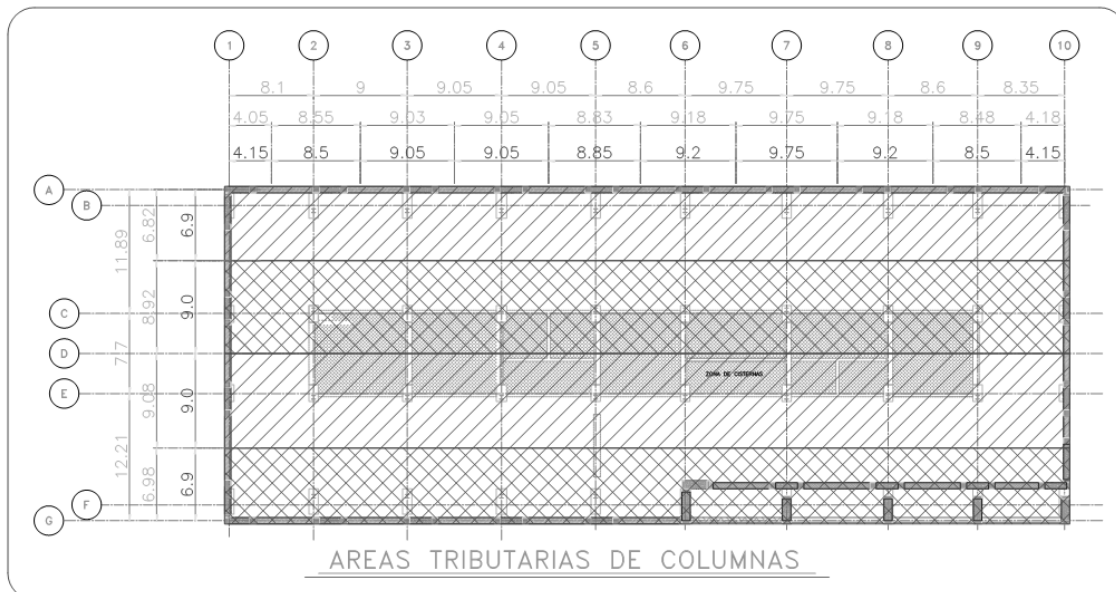 1 2 3 4 5 6 7 8 9 10
8.1 9 9.05 9.05 8.6 9.75 9.75 8.6 8.35
4.05 8.55 9.03 9.05 8.83 9.18 9.75 9.18 8.48 4.18
4.15 8.5 9.05 9.05 8.85 9.2 9.75 9.2 8.5 4.15
A
B
C
D
E
F
G
11.89
7.7
12.21
6.82
8.92
9.08
6.98
6.9
9.0
9.0
6.9
ZONA DE CISTERNAS
AREAS TRIBUTARIAS DE COLUMNAS